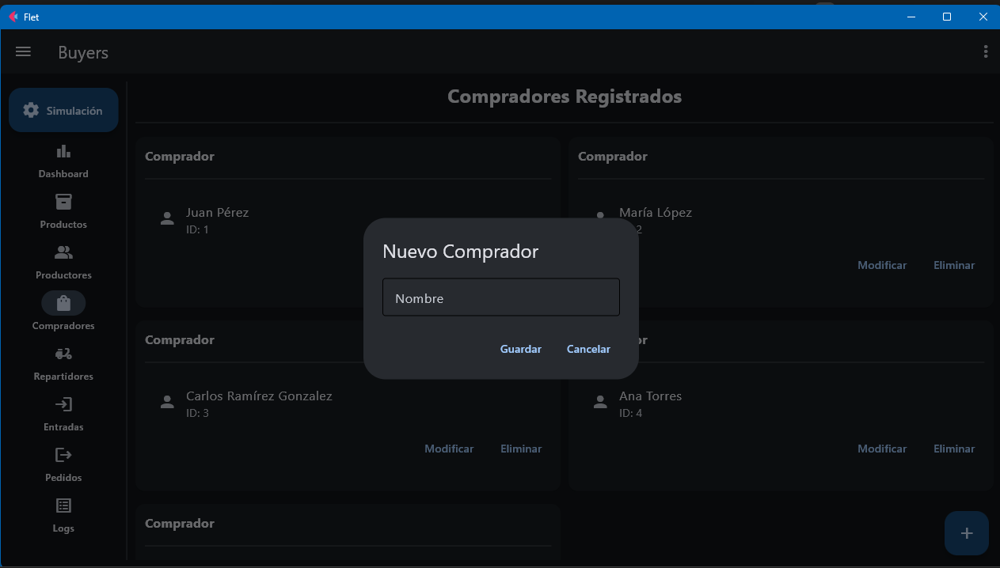 Flet
Buyers
Simulación
Dashboard
Productos
Productores
Compradores
Repartidores
Entradas
Pedidos
Logs
Compradores Registrados
Comprador
Juan Pérez
ID: 1
Comprador
María López
2
Modificar
Eliminar
Nuevo Comprador
Nombre
Guardar
Cancelar
Comprador
Carlos Ramírez Gonzalez
ID: 3
Modificar
Eliminar
or
Ana Torres
ID: 4
Modificar
Eliminar
Comprador